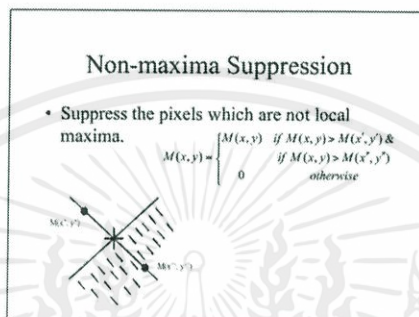 Non-maxima Suppression
• Suppress the pixels which are not local
maxima.
M(x,y) = { M(x,y) if M(x,y) > M(x',y') &
if M(x,y) > M(x",y")
0 otherwise